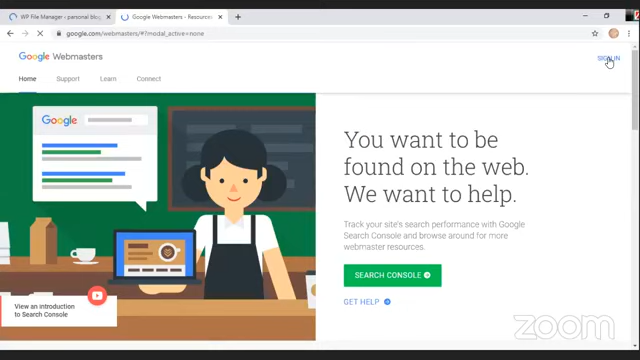 WP File Manager - personal blog
Google Webmasters - Resources
google.com/webmasters/#?modal_active=none
Google Webmasters
SIGN IN
Home
Support
Learn
Connect
Google
You want to be
found on the web.
We want to help.
Track your site's search performance with Google
Search Console and browse around for more
webmaster resources.
SEARCH CONSOLE
GET HELP
View an introduction
to Search Console
zoom